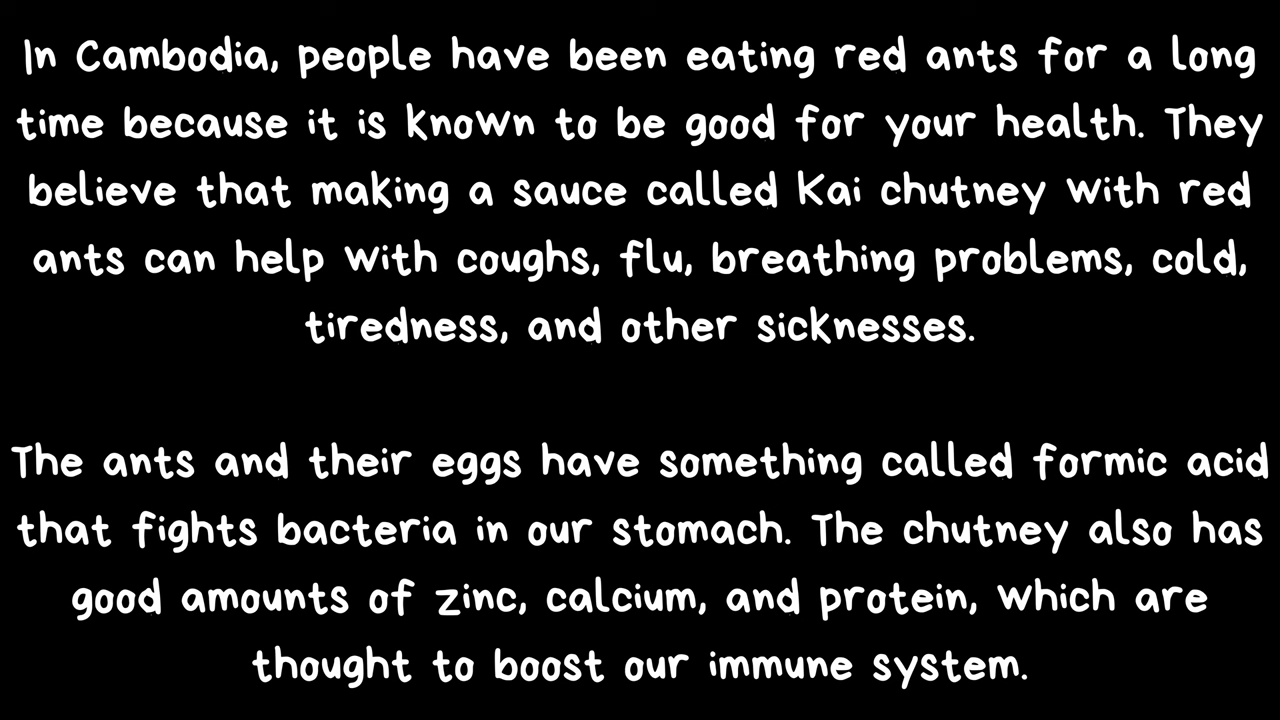 In Cambodia, people have been eating red ants for a long
time because it is known to be good for your health. They
believe that making a sauce called Kai chutney with red
ants can help with coughs, flu, breathing problems, cold,
tiredness, and other sicknesses.
The ants and their eggs have something called formic acid
that fights bacteria in our stomach. The chutney also has
good amounts of zinc, calcium, and protein, which are
thought to boost our immune system.